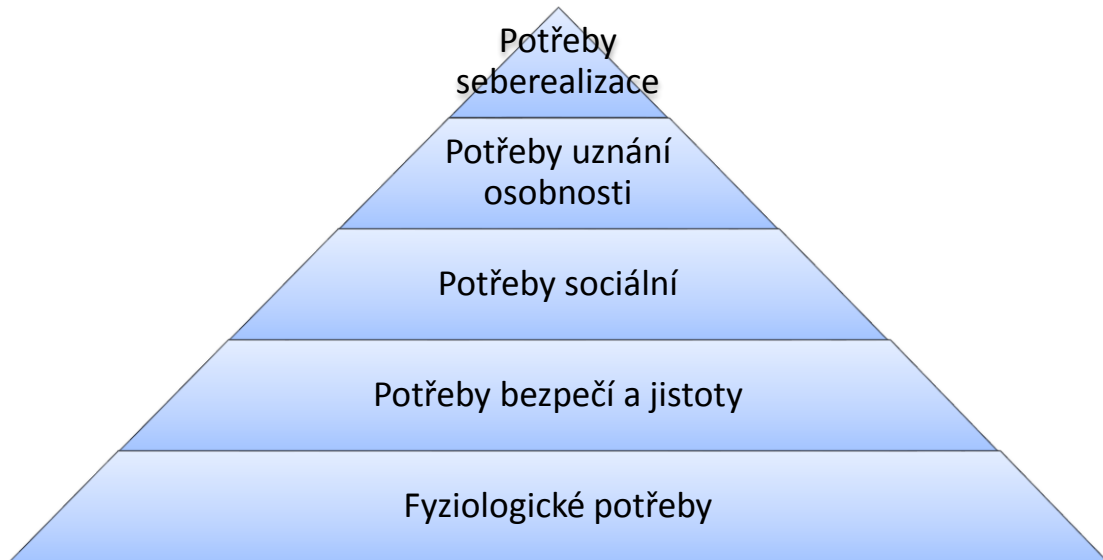 Potřeby
seberealizace
Potřeby uznání
osobnosti
Potřeby sociální
Potřeby bezpečí a jistoty
Fyziologické potřeby